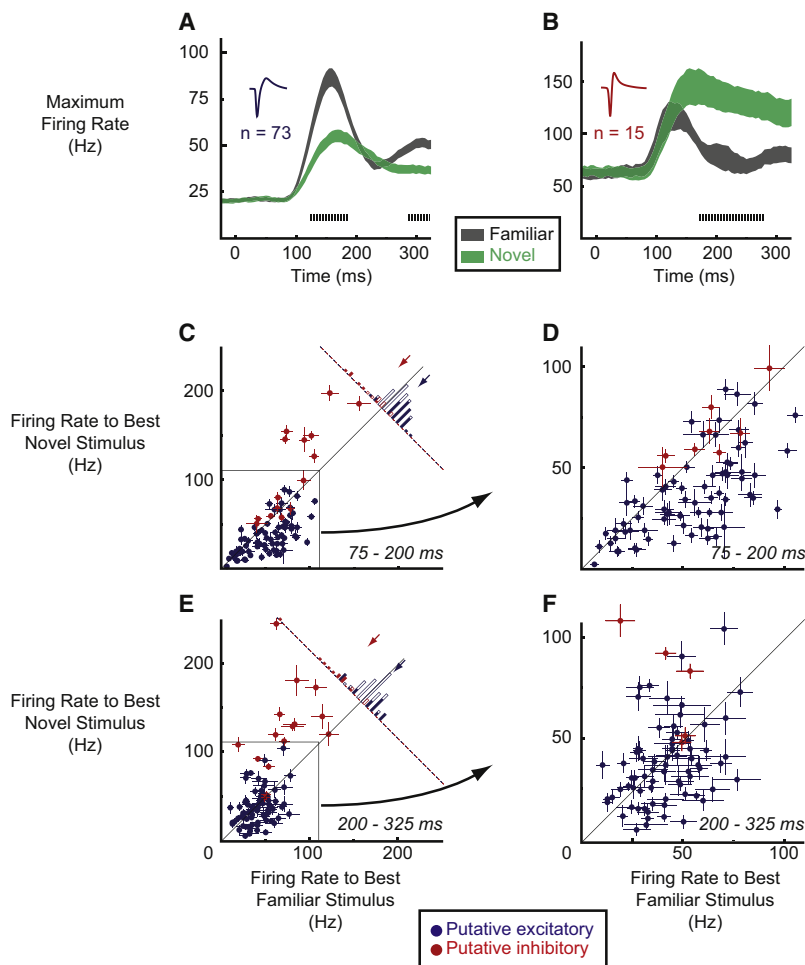 A
B
Maximum
Firing Rate
(Hz)
100
75
50
25
n = 73
0
100
200
300
Time (ms)
150
100
50
n = 15
0
100
200
300
Time (ms)
Familiar
Novel
C
D
Firing Rate to Best
Novel Stimulus
(Hz)
200
100
75 - 200 ms
100
200
100
50
75 - 200 ms
50
100
E
F
Firing Rate to Best
Novel Stimulus
(Hz)
200
100
0
200 - 325 ms
100
200
Firing Rate to Best
Familiar Stimulus
(Hz)
100
50
0
200 - 325 ms
50
100
Firing Rate to Best
Familiar Stimulus
(Hz)
Putative excitatory
Putative inhibitory